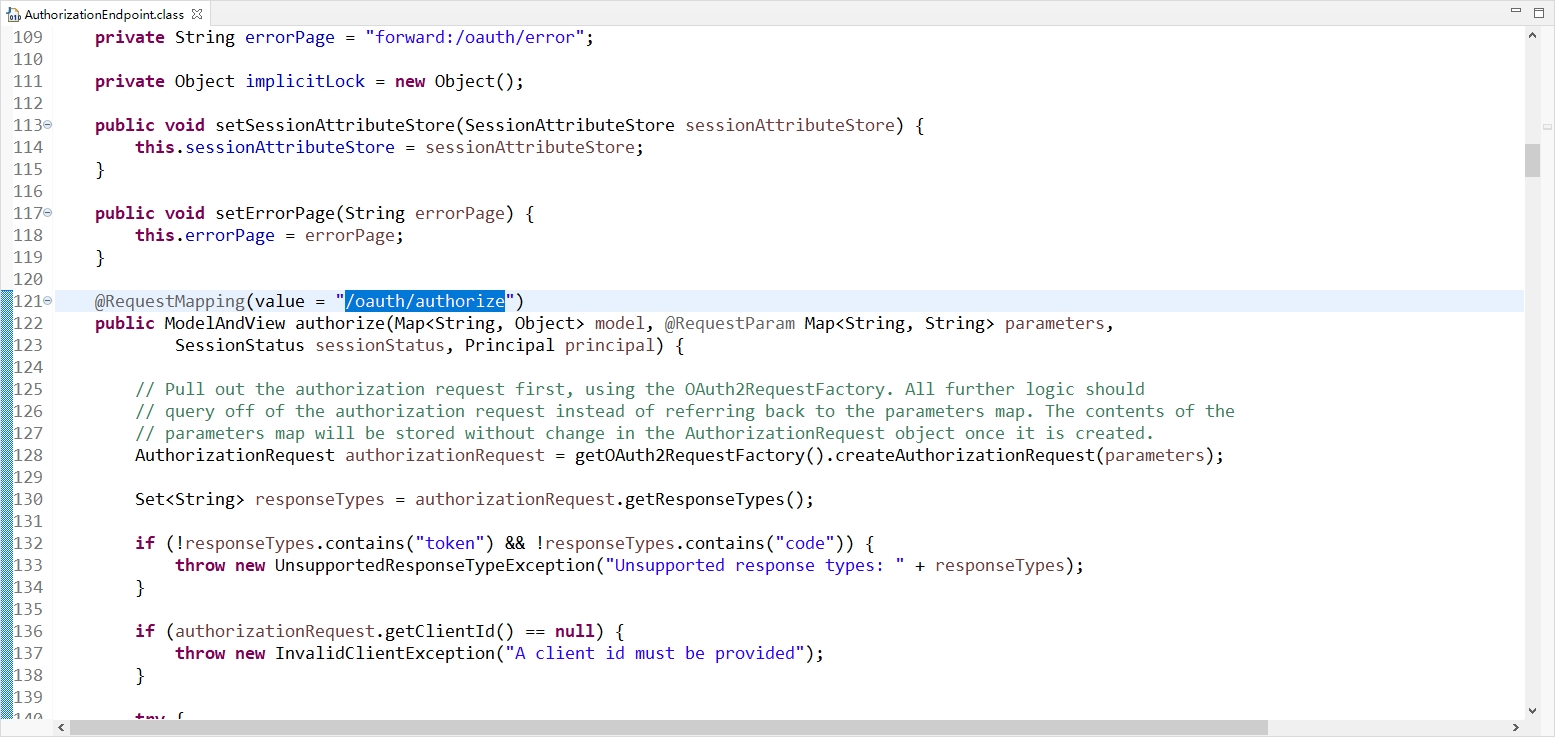 AuthorizationEndpoint.class
109 private String errorPage = "forward:/oauth/error";
110
111 private Object implicitLock = new Object();
112
113 public void setSessionAttributeStore(SessionAttributeStore sessionAttributeStore) {
114 this.sessionAttributeStore = sessionAttributeStore;
115 }
116
117 public void setErrorPage(String errorPage) {
118 this.errorPage = errorPage;
119 }
120
121 @RequestMapping(value = "/oauth/authorize")
122 public ModelAndView authorize(Map<String, Object> model, @RequestParam Map<String, String> parameters,
123 SessionStatus sessionStatus, Principal principal) {
124
125 // Pull out the authorization request first, using the OAuth2RequestFactory. All further logic should
126 // query off of the authorization request instead of referring back to the parameters map. The contents of the
127 // parameters map will be stored without change in the AuthorizationRequest object once it is created.
128 AuthorizationRequest authorizationRequest = getOAuth2RequestFactory().createAuthorizationRequest(parameters);
129
130 Set<String> responseTypes = authorizationRequest.getResponseTypes();
131
132 if (!responseTypes.contains("token") && !responseTypes.contains("code")) {
133 throw new UnsupportedResponseTypeException("Unsupported response types: " + responseTypes);
134 }
135
136 if (authorizationRequest.getClientId() == null) {
137 throw new InvalidClientException("A client id must be provided");
138 }
139
140 try {